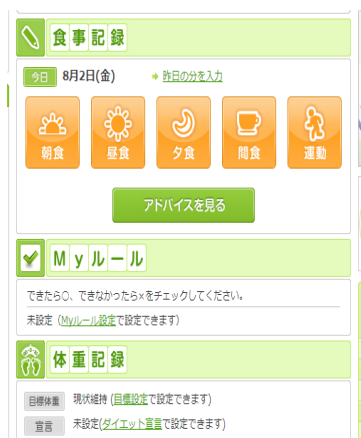 食事記録
今日 8月2日(金) 昨日の分を入力
朝食 昼食 夕食 間食 運動
アドバイスを見る
Myルール
できたら○、できなかったら×をチェックしてください。
未設定（Myルール設定で設定できます）
体重記録
目標体重 現状維持 (目標設定で設定できます)
宣言 未設定(ダイエット宣言で設定できます)